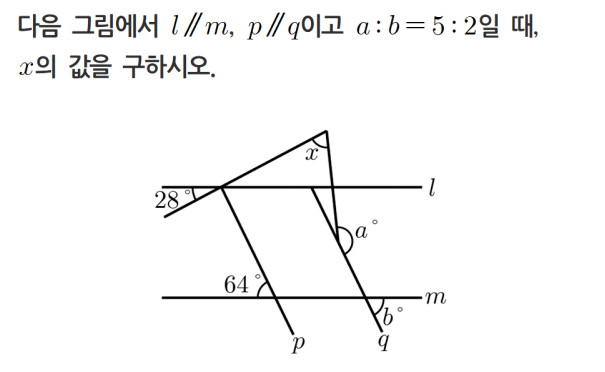 다음 그림에서 l∥m, p∥q이고 a : b = 5 : 2일 때,
x의 값을 구하시오.
x
l
28°
a°
64°
m
b°
p
q